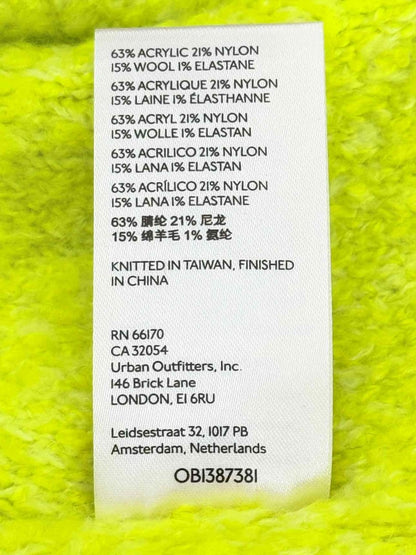 63% ACRYLIC 21% NYLON
15% WOOL 1% ELASTANE
63% ACRYLIQUE 21% NYLON
15% LAINE 1% ÉLASTHANNE
63% ACRYL 21% NYLON
15% WOLLE 1% ELASTAN
63% ACRILICO 21% NYLON
15% LANA 1% ELASTAN
63% ACRÍLICO 21% NYLON
15% LANA 1% ELASTANE
63% 腈纶 21% 尼龙
15% 绵羊毛 1% 氨纶
KNITTED IN TAIWAN, FINISHED
IN CHINA
RN 66170
CA 32054
Urban Outfitters, Inc.
146 Brick Lane
LONDON, E1 6RU
Leidsestraat 32, 1017 PB
Amsterdam, Netherlands
OB1387381